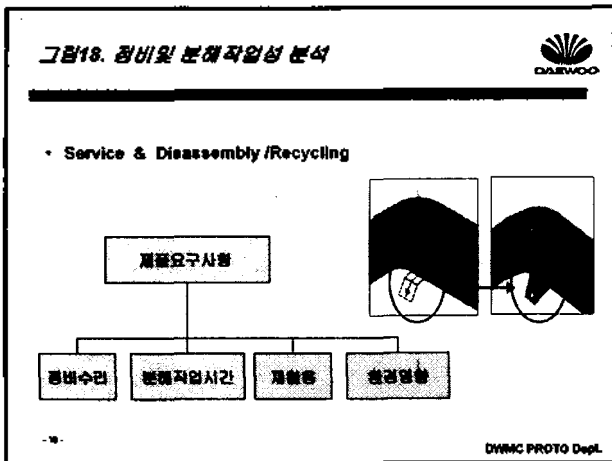 그림18. 정비및 분해작업성 분석
DAEWOO
• Service & Disassembly /Recycling
제품요구사항
정비수리
분해작업시간
재활용
환경영향
DWMC PROTO Dept.